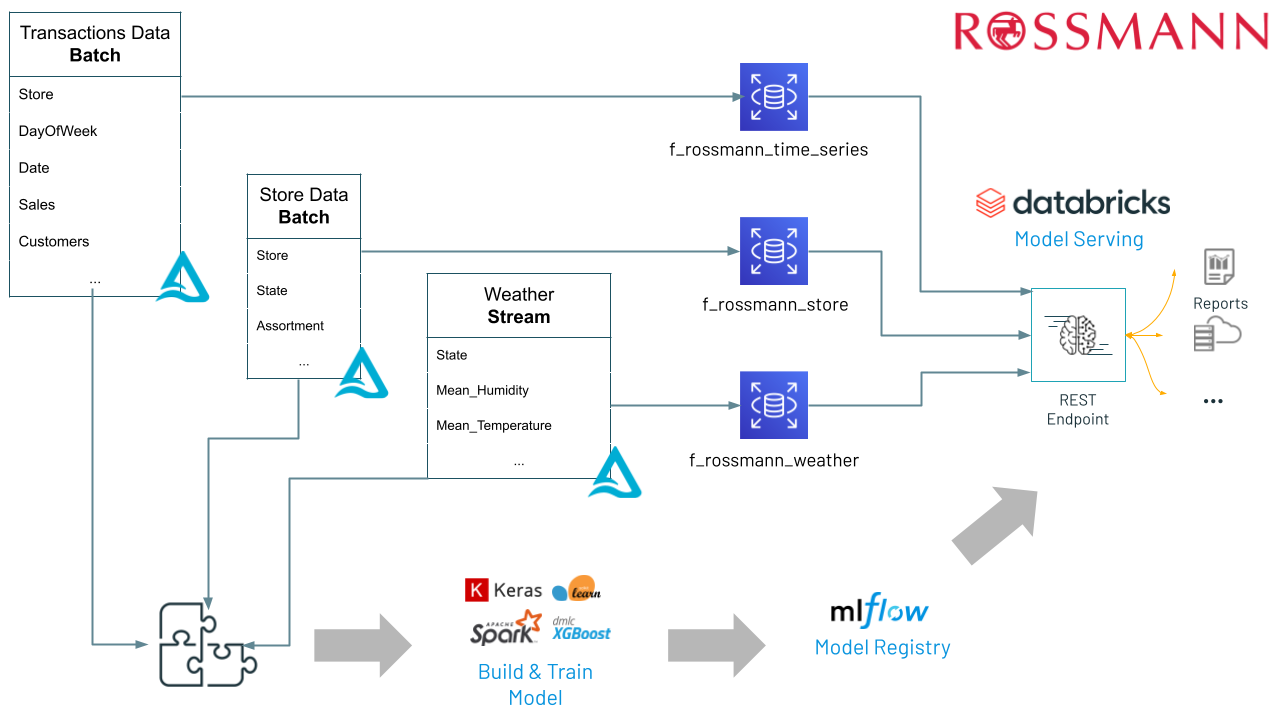 Transactions Data
Batch
Store
DayOfWeek
Date
Sales
Customers
...
Store Data
Batch
Store
State
Assortment
...
Weather
Stream
State
Mean_Humidity
Mean_Temperature
...
f_rossmann_time_series
f_rossmann_store
f_rossmann_weather
ROSSMANN
databricks
Model Serving
Reports
...
REST
Endpoint
K Keras
learn
APACHE
Spark
dmlc
XGBoost
Build & Train
Model
mlflow
Model Registry